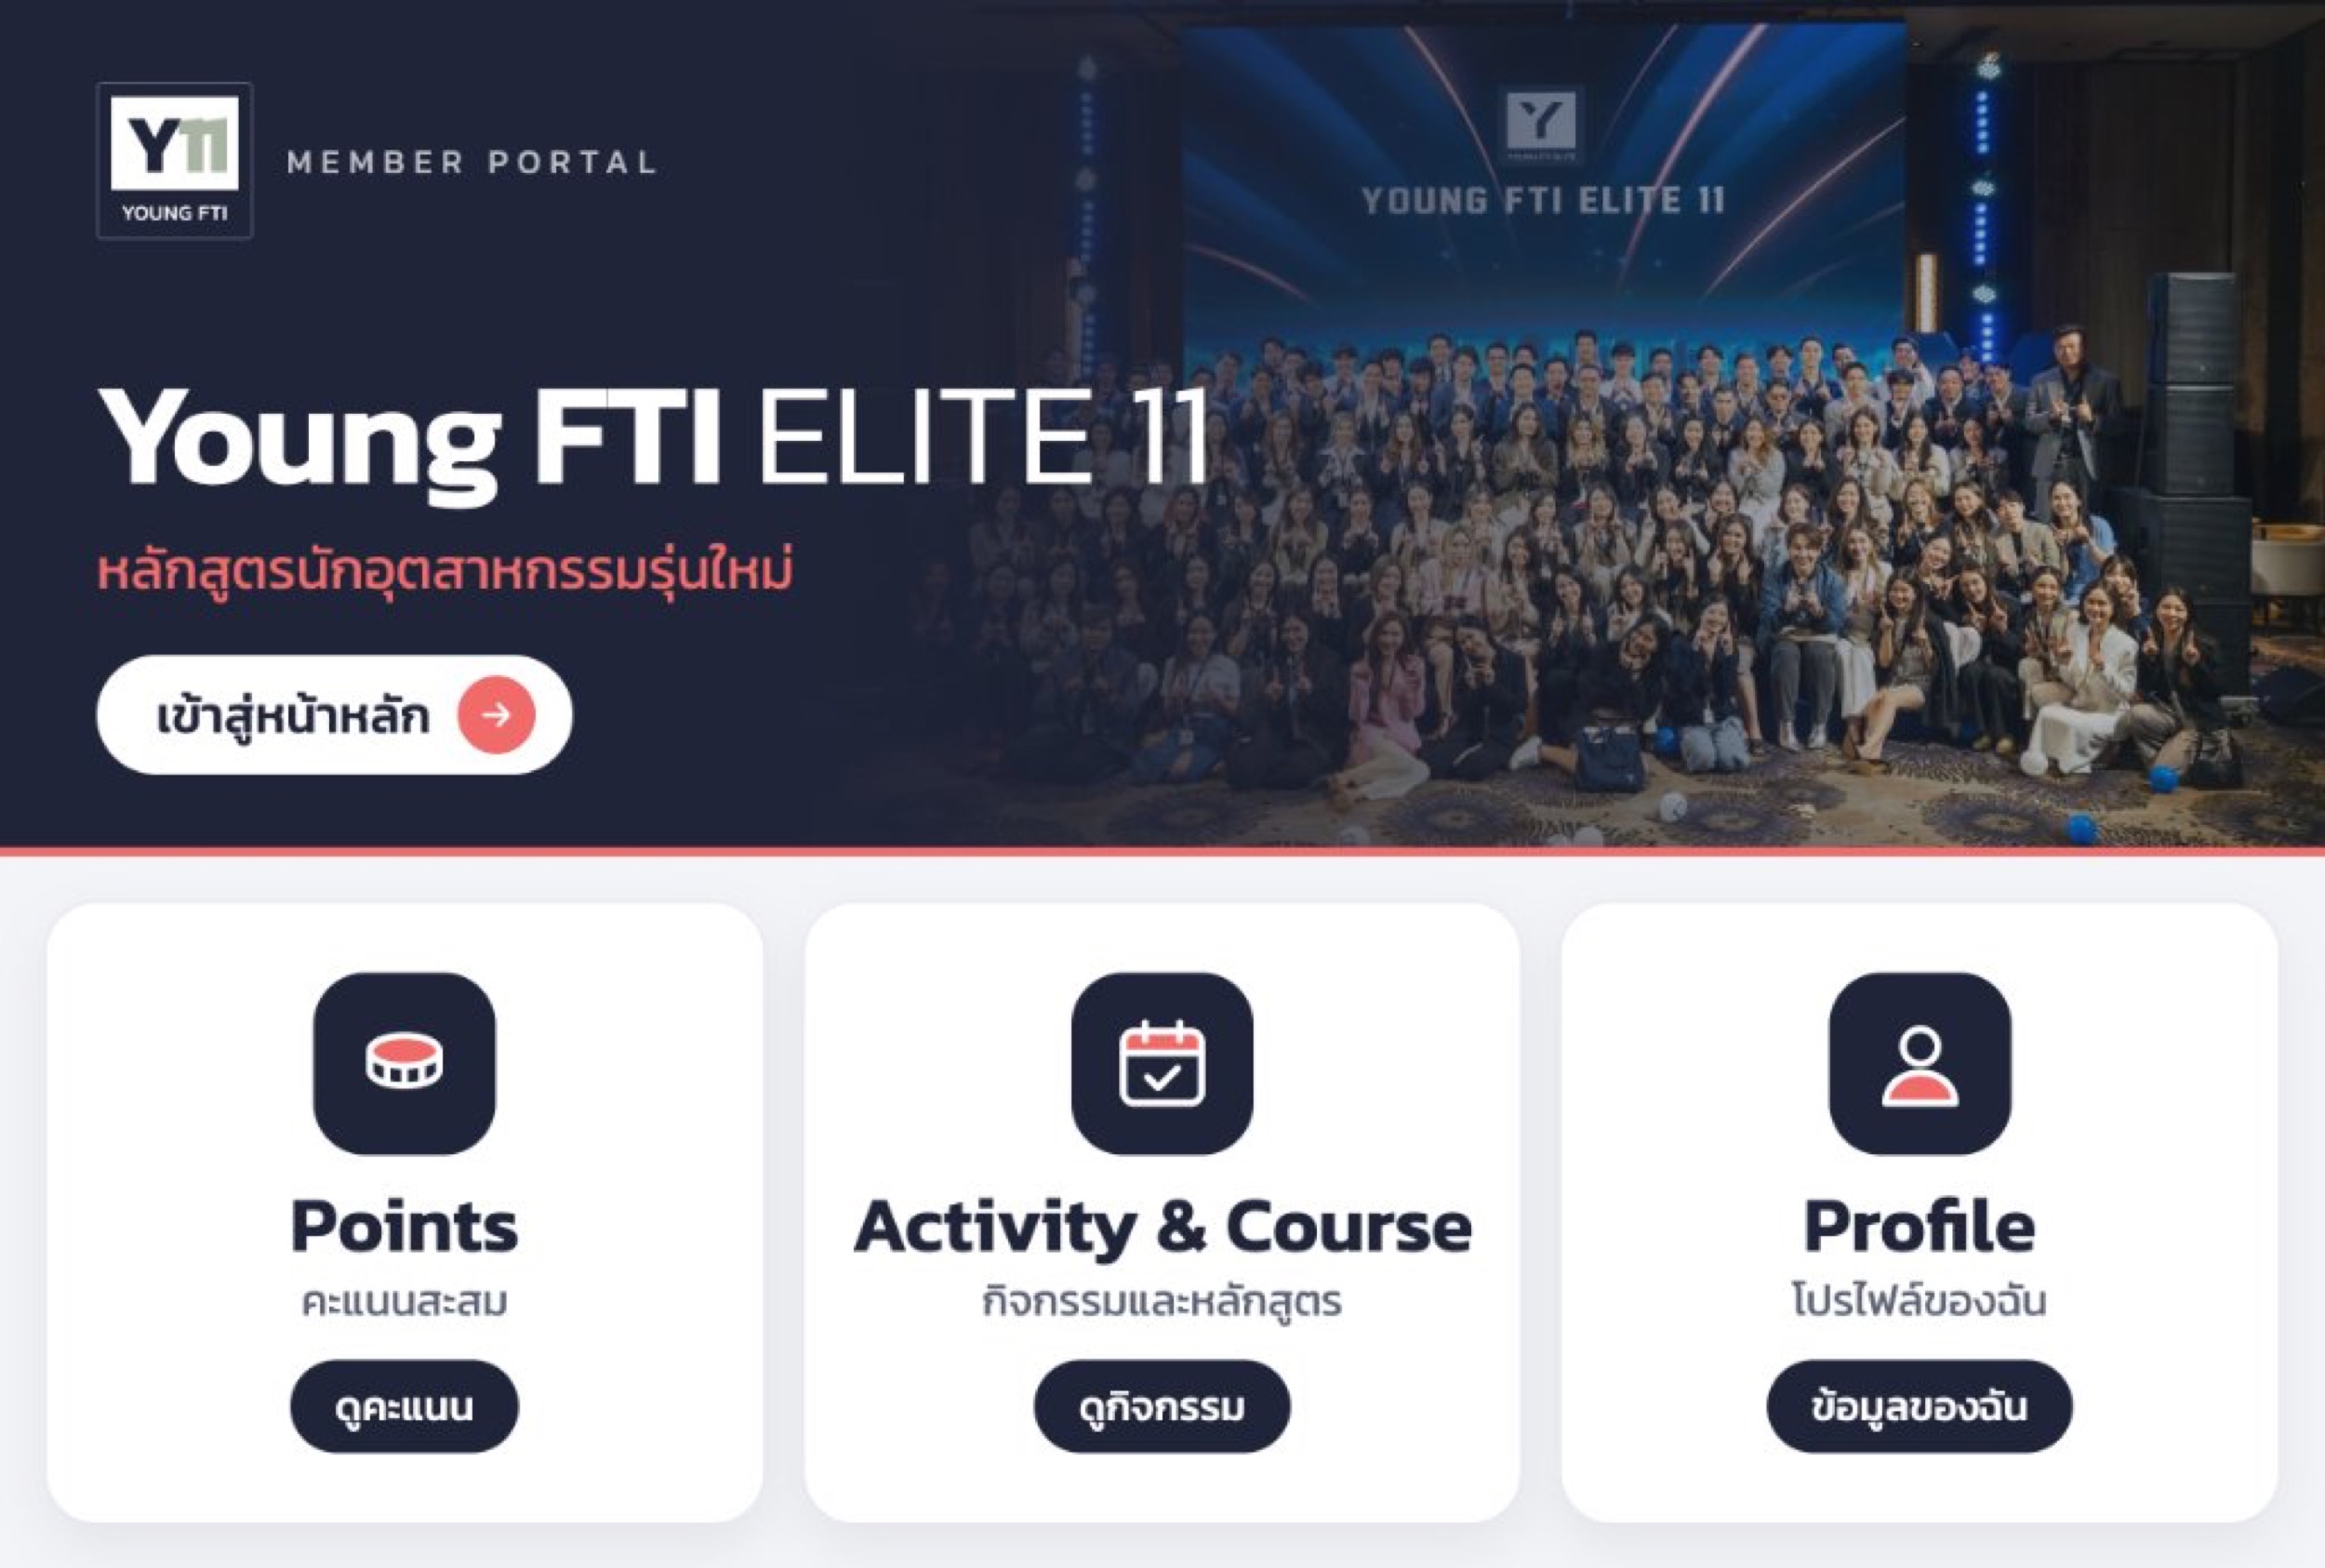 Y11
YOUNG FTI
MEMBER PORTAL
Y
YOUNG FTI ELITE 11
Young FTI ELITE 11
หลักสูตรนักอุตสาหกรรมรุ่นใหม่
เข้าสู่หน้าหลัก
Points
คะแนนสะสม
ดูคะแนน
Activity & Course
กิจกรรมและหลักสูตร
ดูกิจกรรม
Profile
โปรไฟล์ของฉัน
ข้อมูลของฉัน